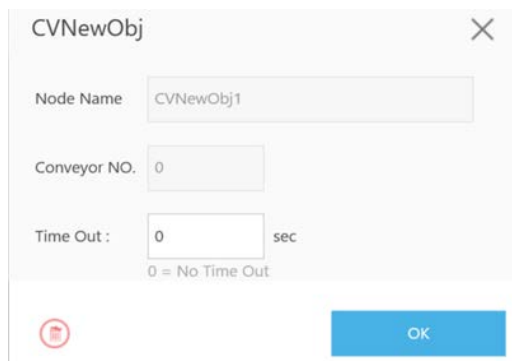 CVNewObj
Node Name CVNewObj1
Conveyor NO. 0
Time Out : 0 sec
0 = No Time Out
OK